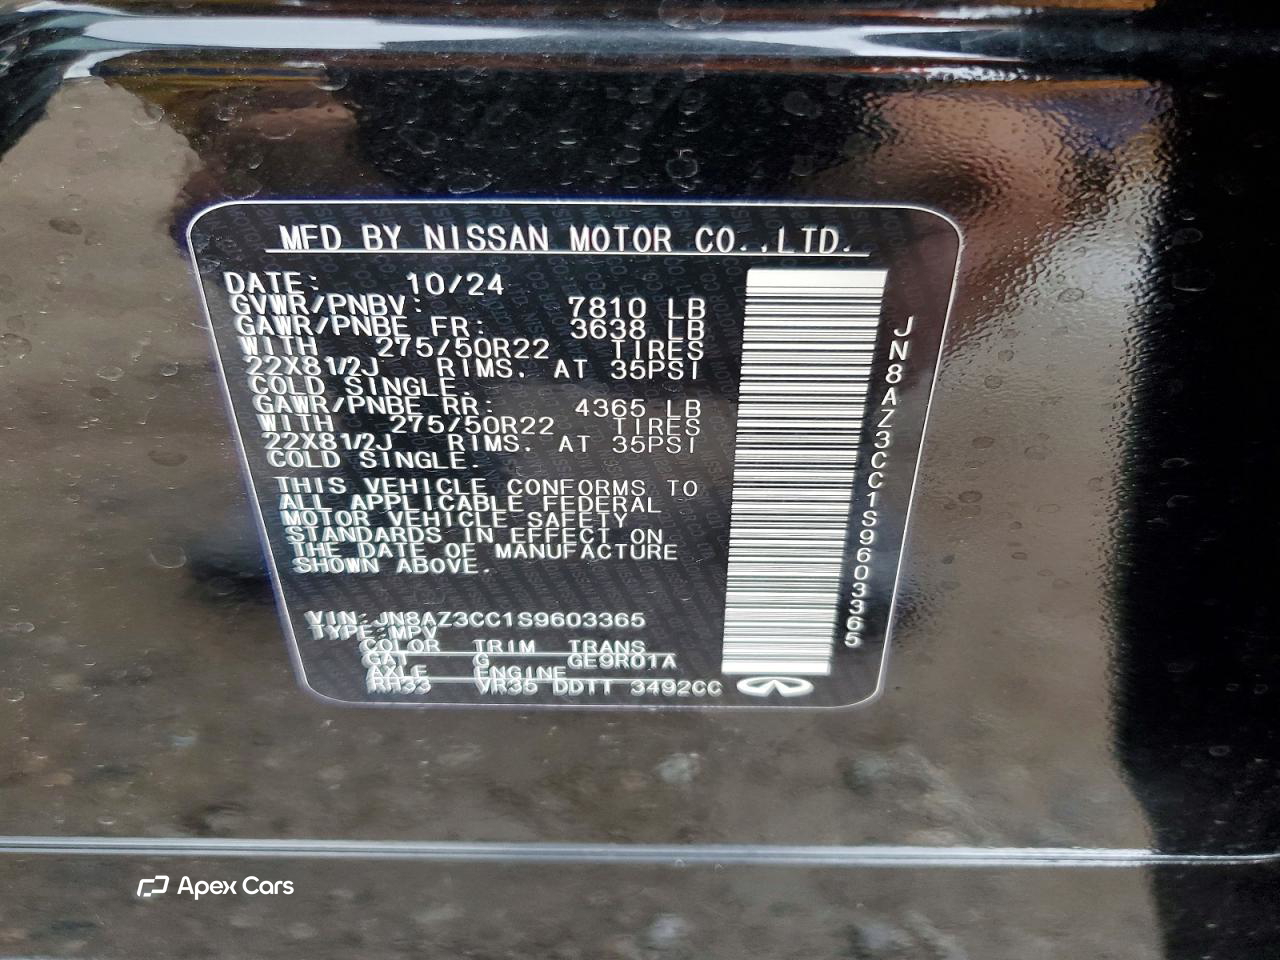 MFD BY NISSAN MOTOR CO.,LTD.
DATE: 10/24
GVWR/PNBV: 7810 LB
GAWR/PNBE FR: 3638 LB
WITH 275/50R22 TIRES
22X81/2J RIMS. AT 35PSI
COLD SINGLE.
GAWR/PNBE RR: 4365 LB
WITH 275/50R22 TIRES
22X81/2J RIMS. AT 35PSI
COLD SINGLE.
THIS VEHICLE CONFORMS TO
ALL APPLICABLE FEDERAL
MOTOR VEHICLE SAFETY
STANDARDS IN EFFECT ON
THE DATE OF MANUFACTURE
SHOWN ABOVE.
VIN: JN8AZ3CC1S9603365
TYPE:MPV
COLOR TRIM TRANS
GAT G GE9R01A
AXLE ENGINE
RH33 VR35 DDTT 3492CC
JN8AZ3CC1S9603365
Apex Cars